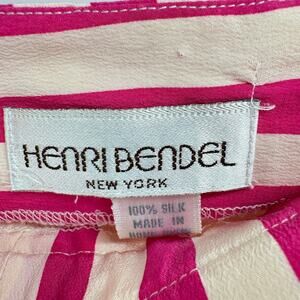 HENRI BENDEL
NEW YORK
100% SILK
MADE IN